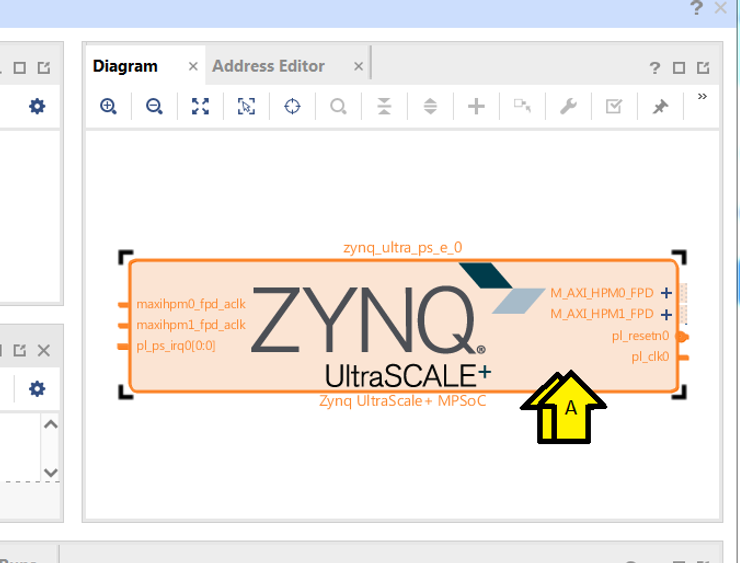 ?
Diagram
Address Editor
?
»
zynq_ultra_ps_e_0
maxihpm0_fpd_aclk
maxihpm1_fpd_aclk
pl_ps_irq0[0:0]
ZYNQ®
UltraSCALE+
M_AXI_HPM0_FPD
M_AXI_HPM1_FPD
pl_resetn0
pl_clk0
Zynq UltraScale+ MPSoC
A